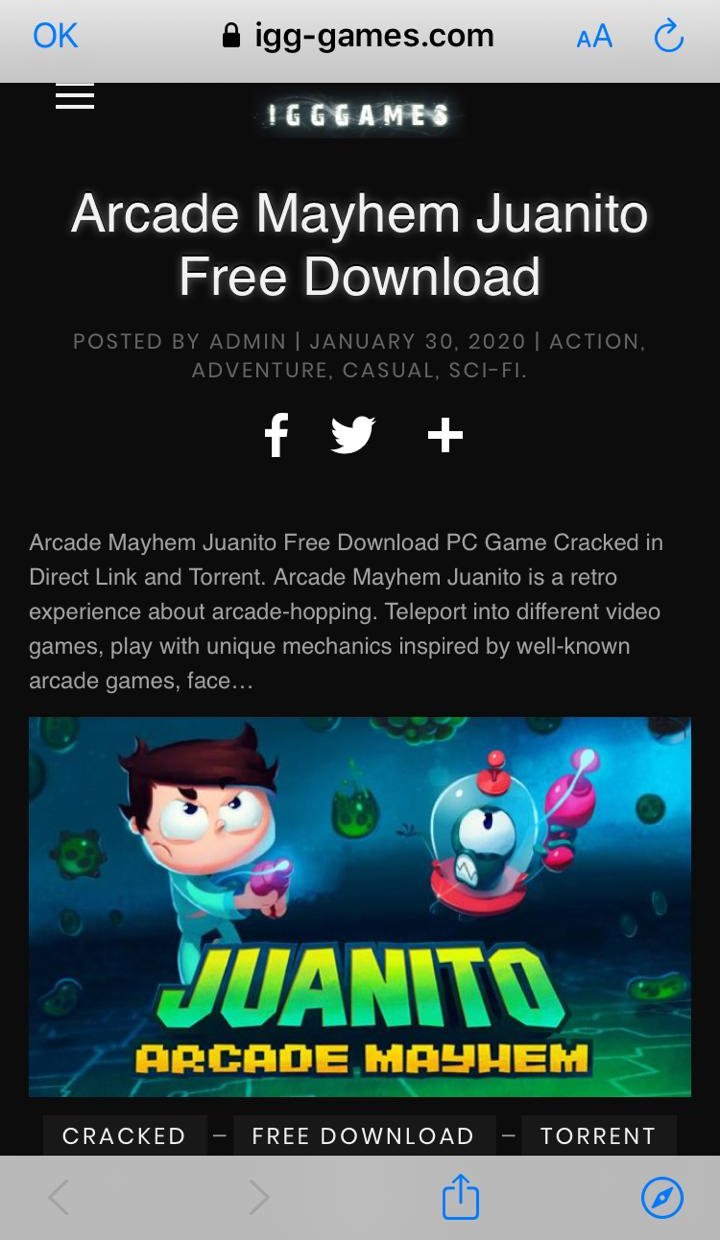 OK
igg-games.com
AA
IGGGAMES
Arcade Mayhem Juanito
Free Download
POSTED BY ADMIN | JANUARY 30, 2020 | ACTION,
ADVENTURE, CASUAL, SCI-FI.
Arcade Mayhem Juanito Free Download PC Game Cracked in
Direct Link and Torrent. Arcade Mayhem Juanito is a retro
experience about arcade-hopping. Teleport into different video
games, play with unique mechanics inspired by well-known
arcade games, face…
JUANITO
ARCADE MAYHEM
CRACKED – FREE DOWNLOAD – TORRENT